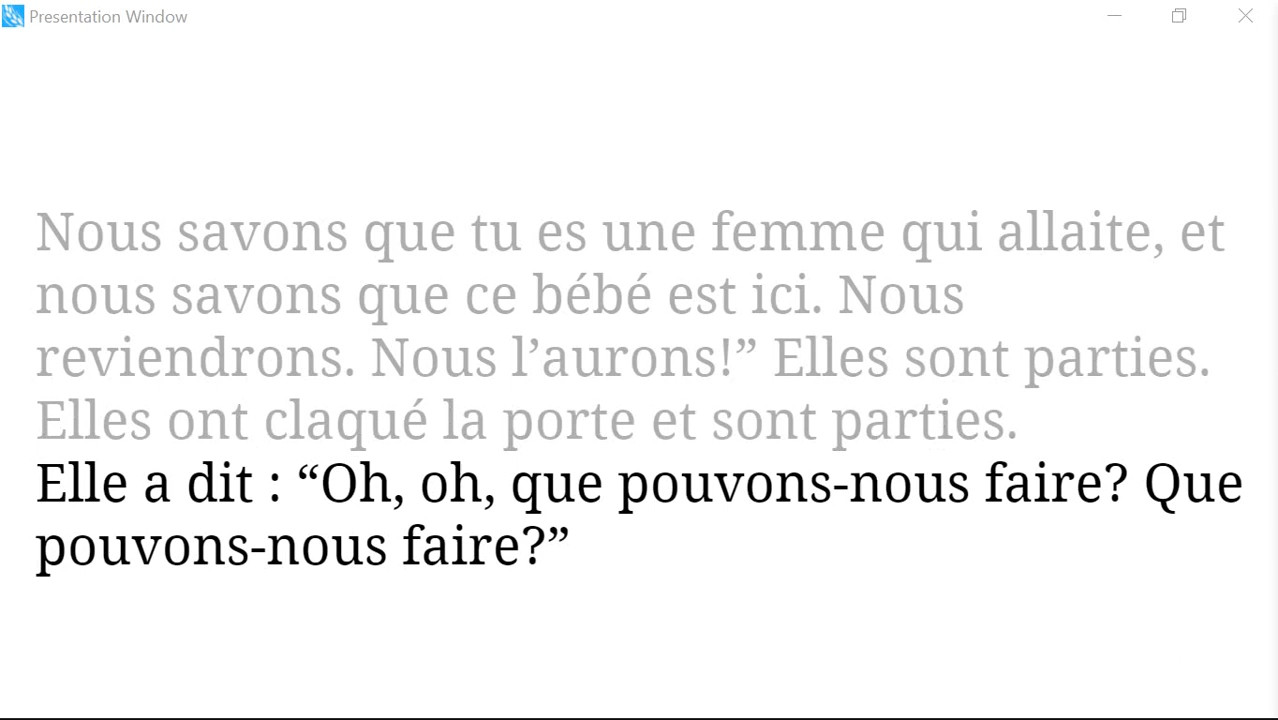 Presentation Window
Nous savons que tu es une femme qui allaite, et
nous savons que ce bébé est ici. Nous
reviendrons. Nous l’aurons!” Elles sont parties.
Elles ont claqué la porte et sont parties.
Elle a dit : “Oh, oh, que pouvons-nous faire? Que
pouvons-nous faire?”